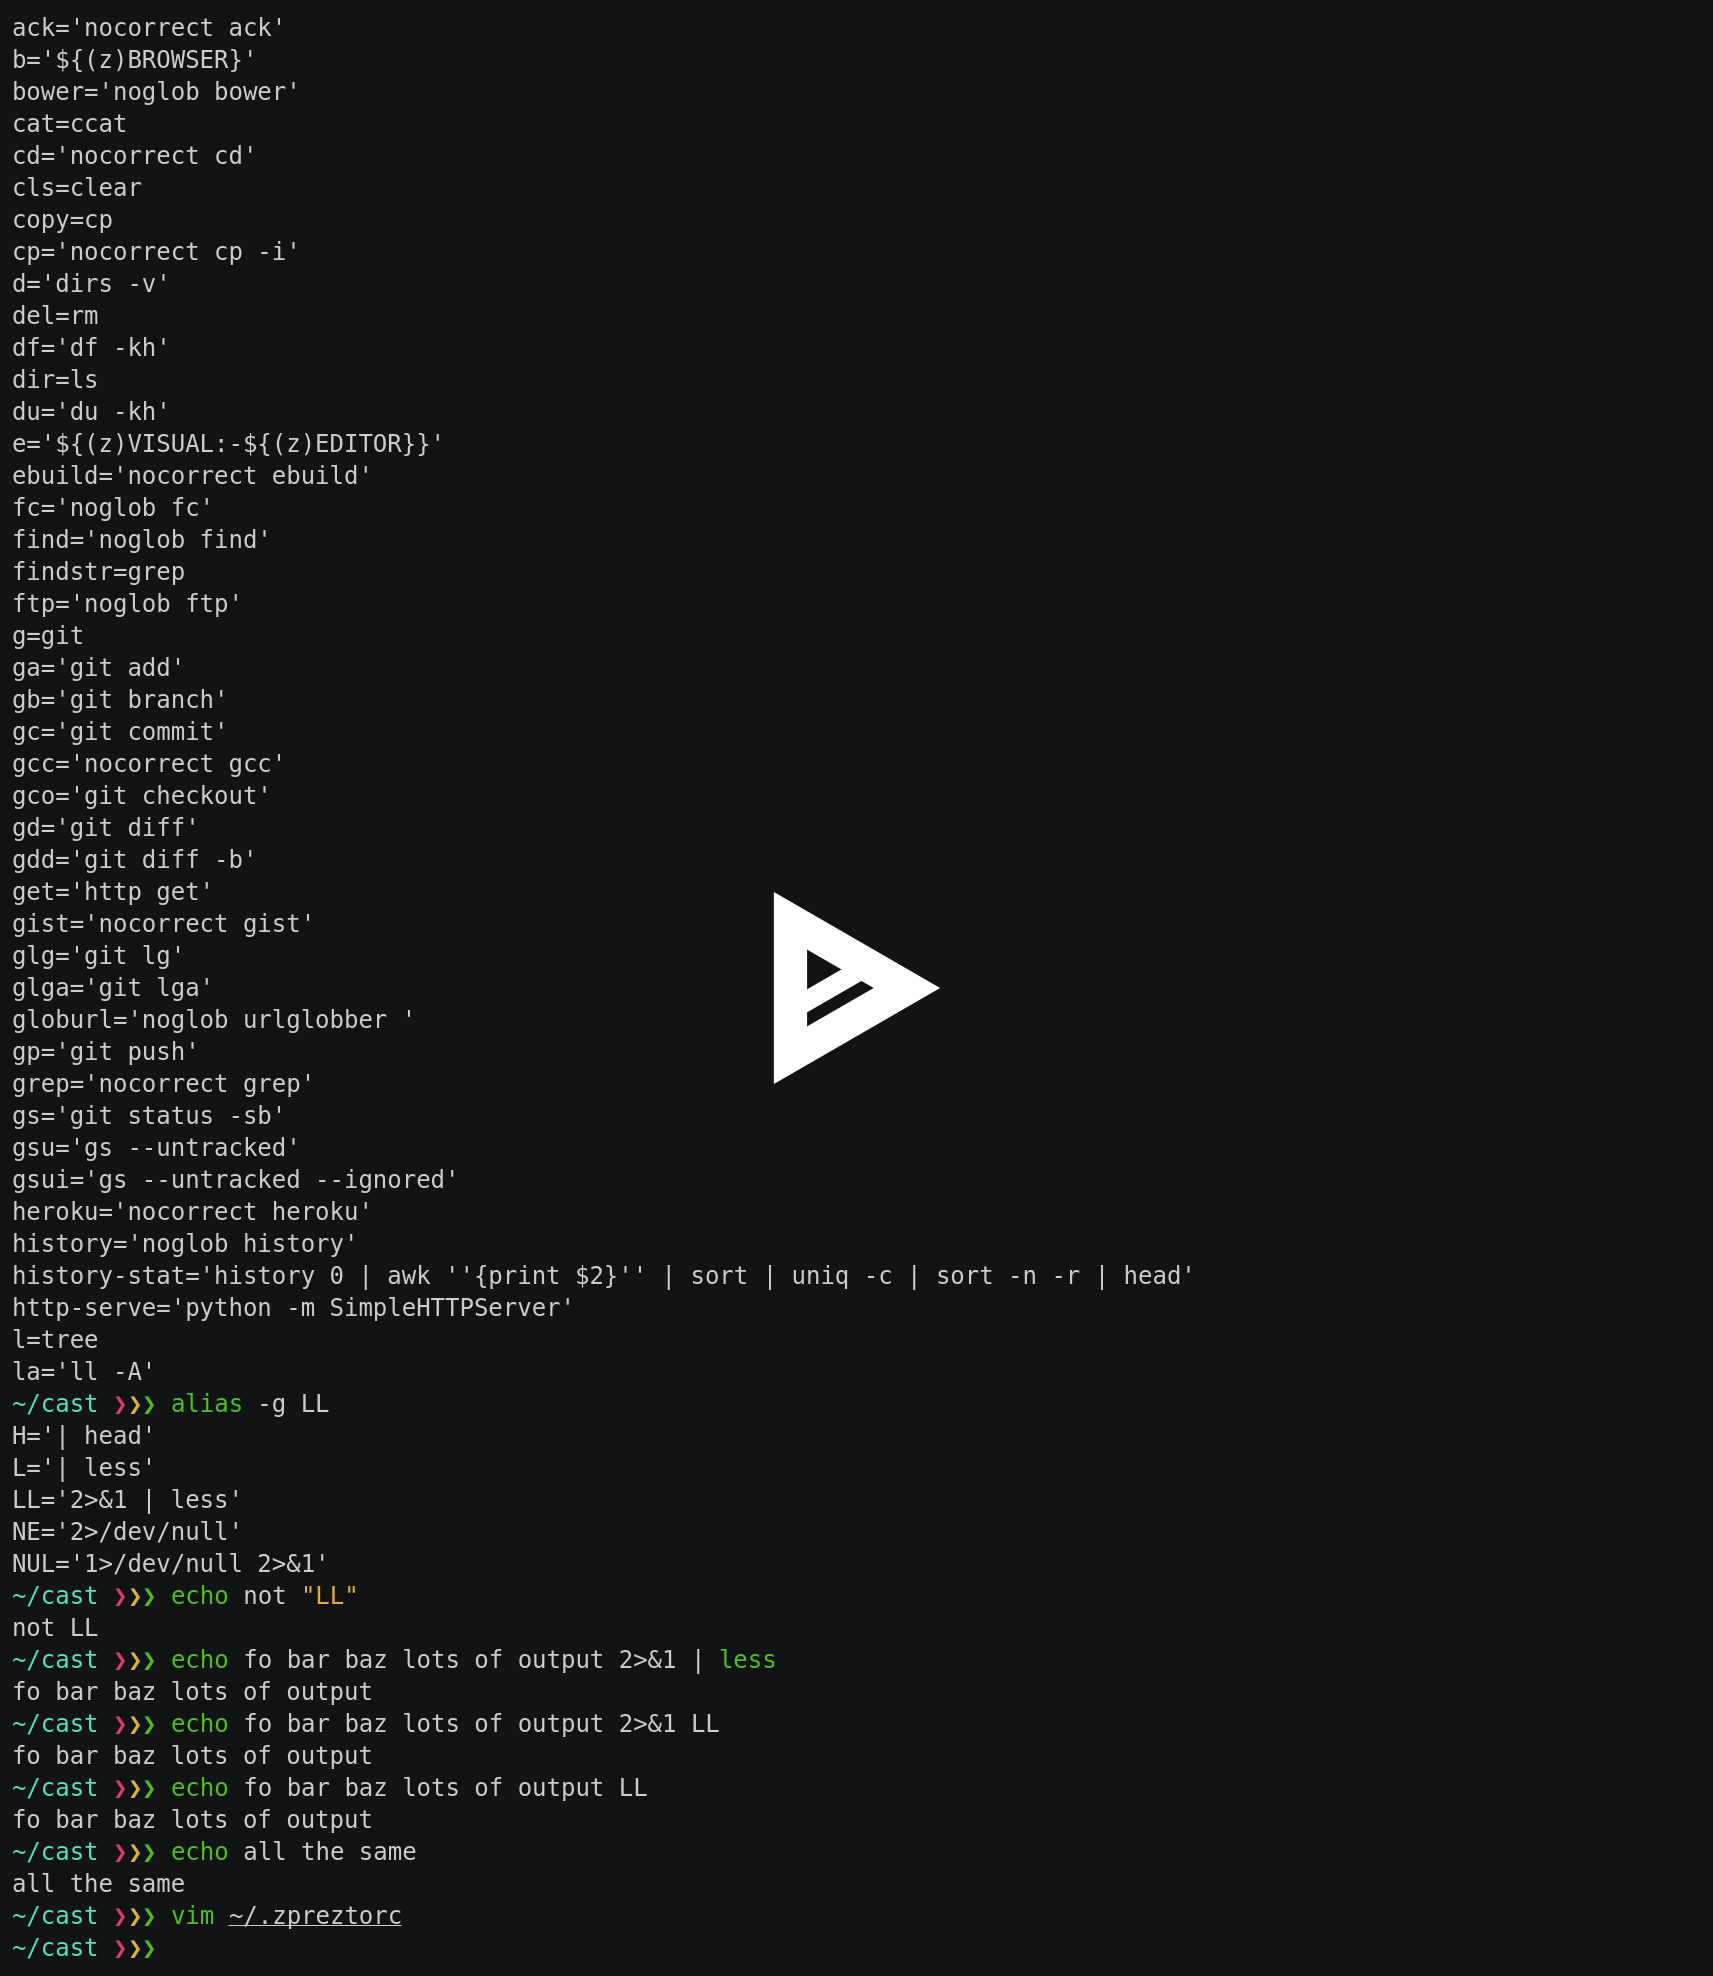 ack='nocorrect ack'
b='${(z)BROWSER}'
bower='noglob bower'
cat=ccat
cd='nocorrect cd'
cls=clear
copy=cp
cp='nocorrect cp -i'
d='dirs -v'
del=rm
df='df -kh'
dir=ls
du='du -kh'
e='${(z)VISUAL:-${(z)EDITOR}}'
ebuild='nocorrect ebuild'
fc='noglob fc'
find='noglob find'
findstr=grep
ftp='noglob ftp'
g=git
ga='git add'
gb='git branch'
gc='git commit'
gcc='nocorrect gcc'
gco='git checkout'
gd='git diff'
gdd='git diff -b'
get='http get'
gist='nocorrect gist'
glg='git lg'
glga='git lga'
globurl='noglob urlglobber '
gp='git push'
grep='nocorrect grep'
gs='git status -sb'
gsu='gs --untracked'
gsui='gs --untracked --ignored'
heroku='nocorrect heroku'
history='noglob history'
history-stat='history 0 | awk ''{print $2}'' | sort | uniq -c | sort -n -r | head'
http-serve='python -m SimpleHTTPServer'
l=tree
la='ll -A'
~/cast ❯❯❯ alias -g LL
H='| head'
L='| less'
LL='2>&1 | less'
NE='2>/dev/null'
NUL='1>/dev/null 2>&1'
~/cast ❯❯❯ echo not "LL"
not LL
~/cast ❯❯❯ echo fo bar baz lots of output 2>&1 | less
fo bar baz lots of output
~/cast ❯❯❯ echo fo bar baz lots of output 2>&1 LL
fo bar baz lots of output
~/cast ❯❯❯ echo fo bar baz lots of output LL
fo bar baz lots of output
~/cast ❯❯❯ echo all the same
all the same
~/cast ❯❯❯ vim ~/.zpreztorc
~/cast ❯❯❯